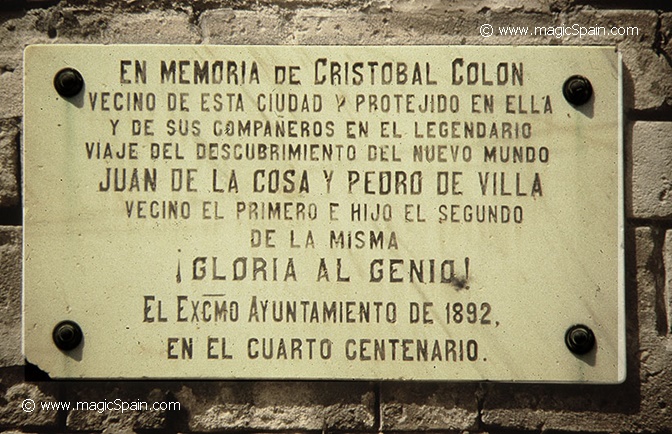 © www.magicSpain.com
EN MEMORIA DE CRISTOBAL COLON
VECINO DE ESTA CIUDAD Y PROTEJIDO EN ELLA
Y DE SUS COMPAÑEROS EN EL LEGENDARIO
VIAJE DEL DESCUBRIMIENTO DEL NUEVO MUNDO
JUAN DE LA COSA Y PEDRO DE VILLA
VECINO EL PRIMERO E HIJO EL SEGUNDO
DE LA MISMA
¡GLORIA AL GENIO!
EL EXCMO AYUNTAMIENTO DE 1892,
EN EL CUARTO CENTENARIO.
© www.magicSpain.com
© www.magicSpain.com